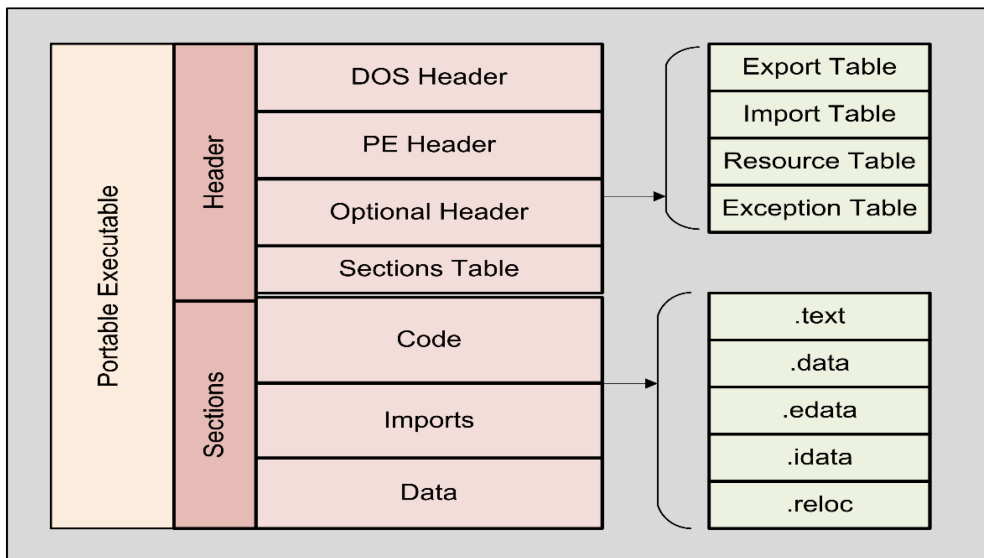 Portable Executable
Header
DOS Header
PE Header
Optional Header
Sections Table
Export Table
Import Table
Resource Table
Exception Table
Sections
Code
Imports
Data
.text
.data
.edata
.idata
.reloc